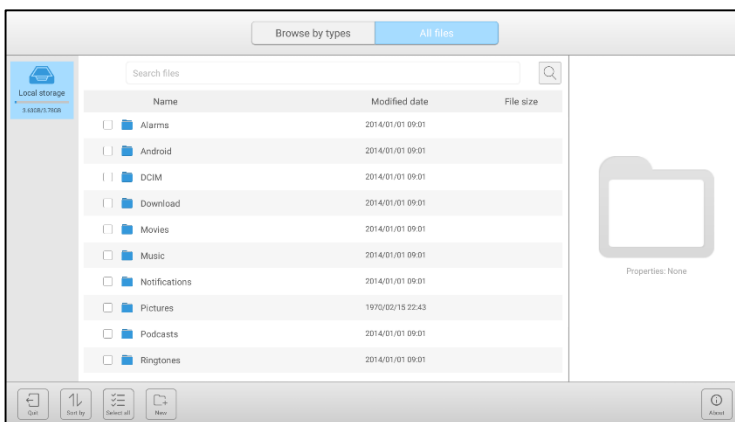 Browse by types All files
Search files
Local storage
Name Modified date File size
Alarms 2014/01/01 09:01
Android 2014/01/01 09:01
DCIM 2014/01/01 09:01
Download 2014/01/01 09:01
Movies 2014/01/01 09:01
Music 2014/01/01 09:01
Notifications 2014/01/01 09:01
Pictures 1970/02/15 22:43
Podcasts 2014/01/01 09:01
Ringtones 2014/01/01 09:01
Properties: None
Quit Sort by Select all New About